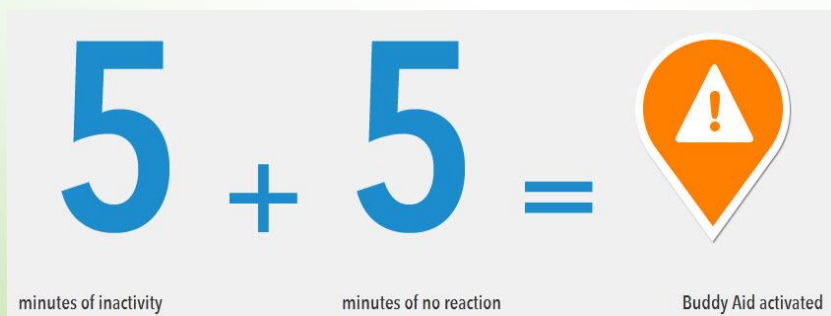 5 + 5 =
minutes of inactivity minutes of no reaction Buddy Aid activated